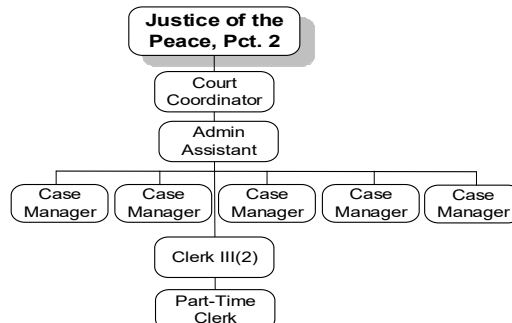 Justice of the
Peace, Pct. 2
Court
Coordinator
Admin
Assistant
Case
Manager
Case
Manager
Case
Manager
Case
Manager
Case
Manager
Clerk III(2)
Part-Time
Clerk